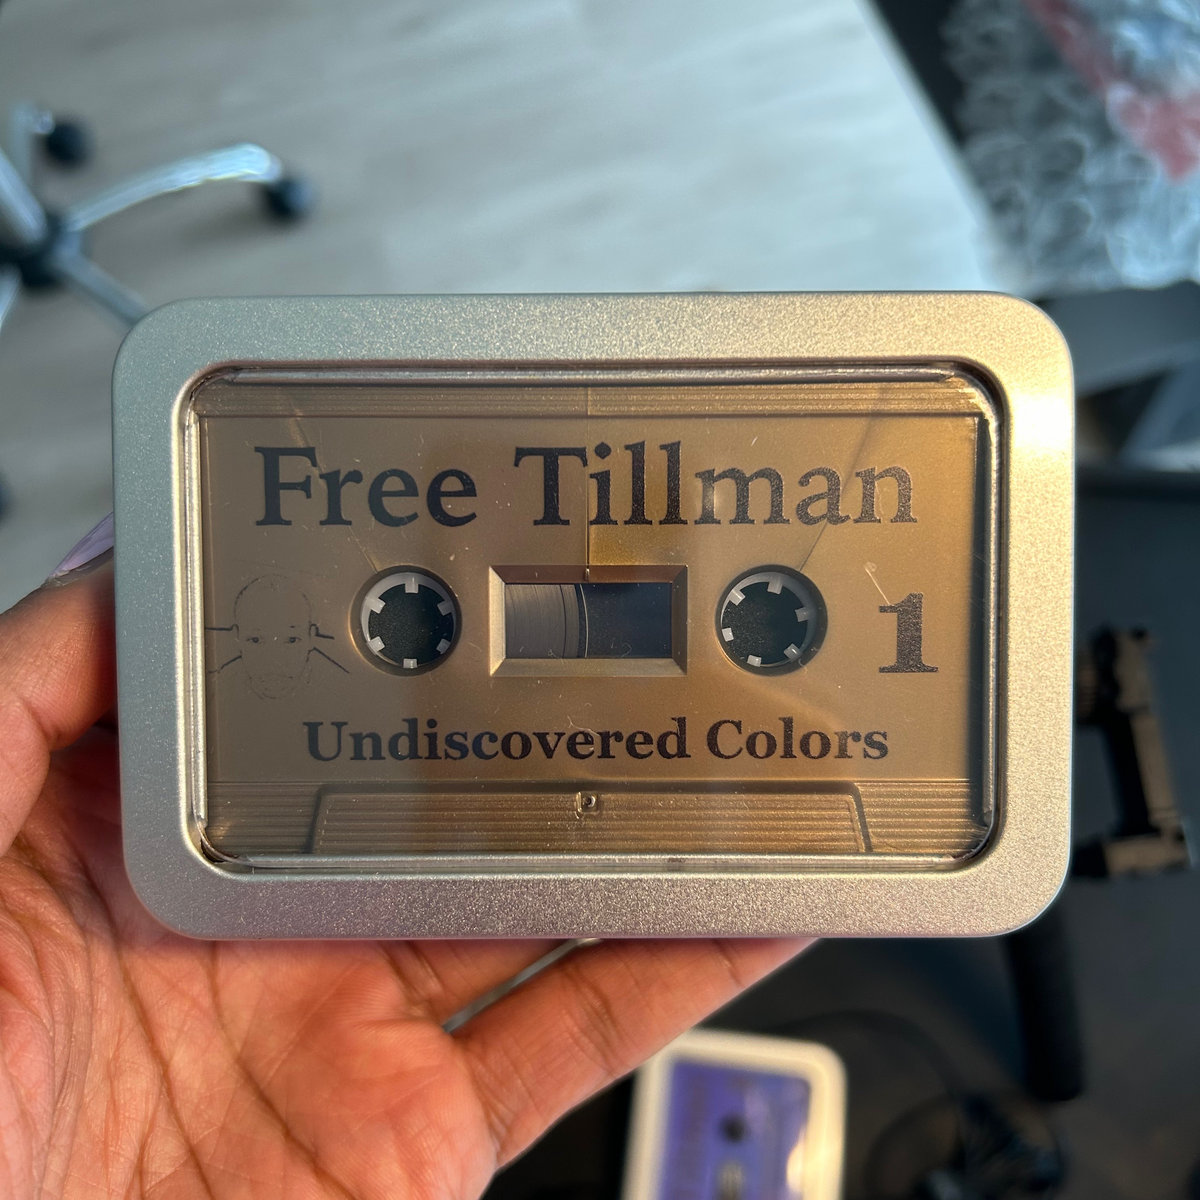 Free Tillman
1
Undiscovered Colors